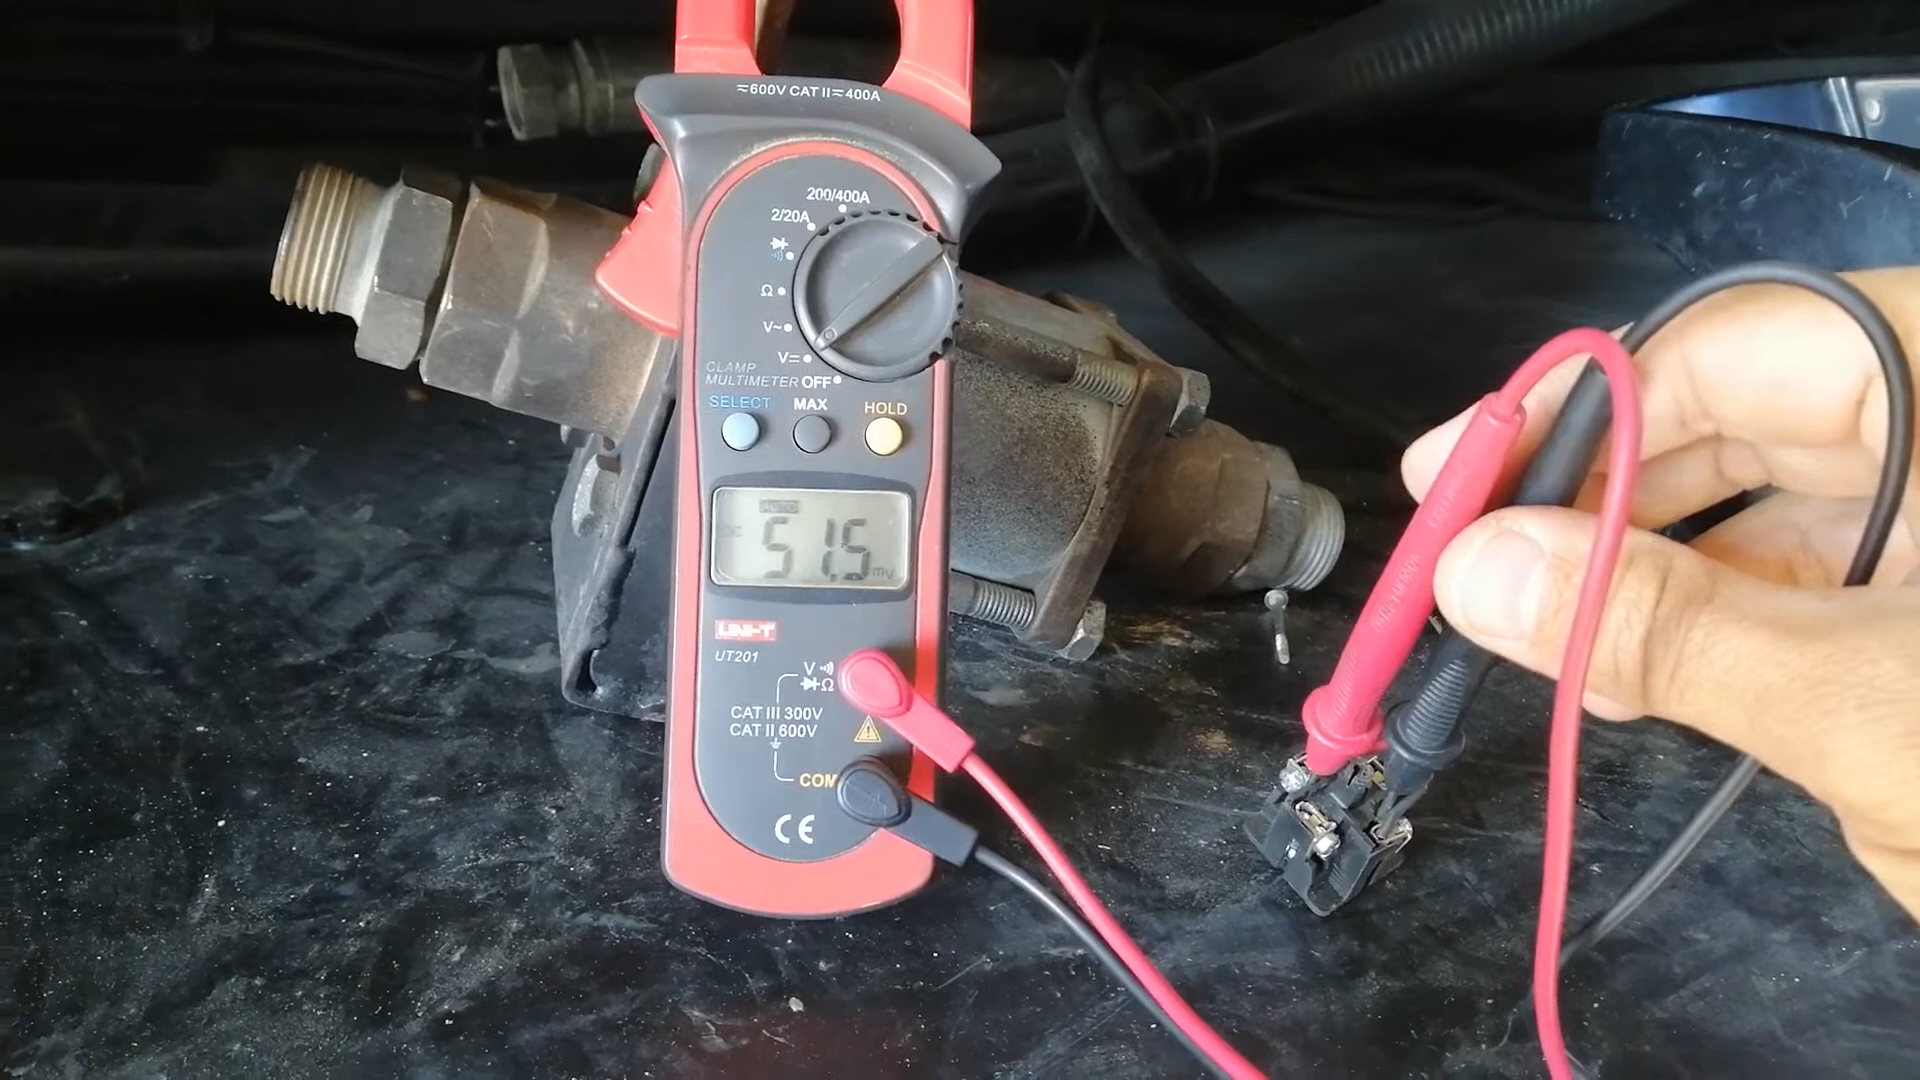 ≂600V CAT II≂400A
200/400A
2/20A
Ω
V~
V⎓
CLAMP
MULTIMETER OFF
SELECT MAX HOLD
AUTO
DC 51.5 mV
UNI-T
UT201
V
Ω
CAT III 300V
CAT II 600V
COM
CE